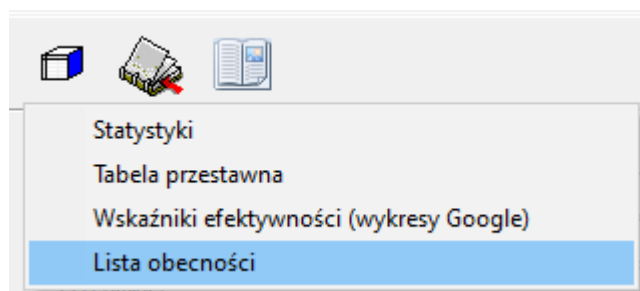 Statystyki
Tabela przestawna
Wskaźniki efektywności (wykresy Google)
Lista obecności